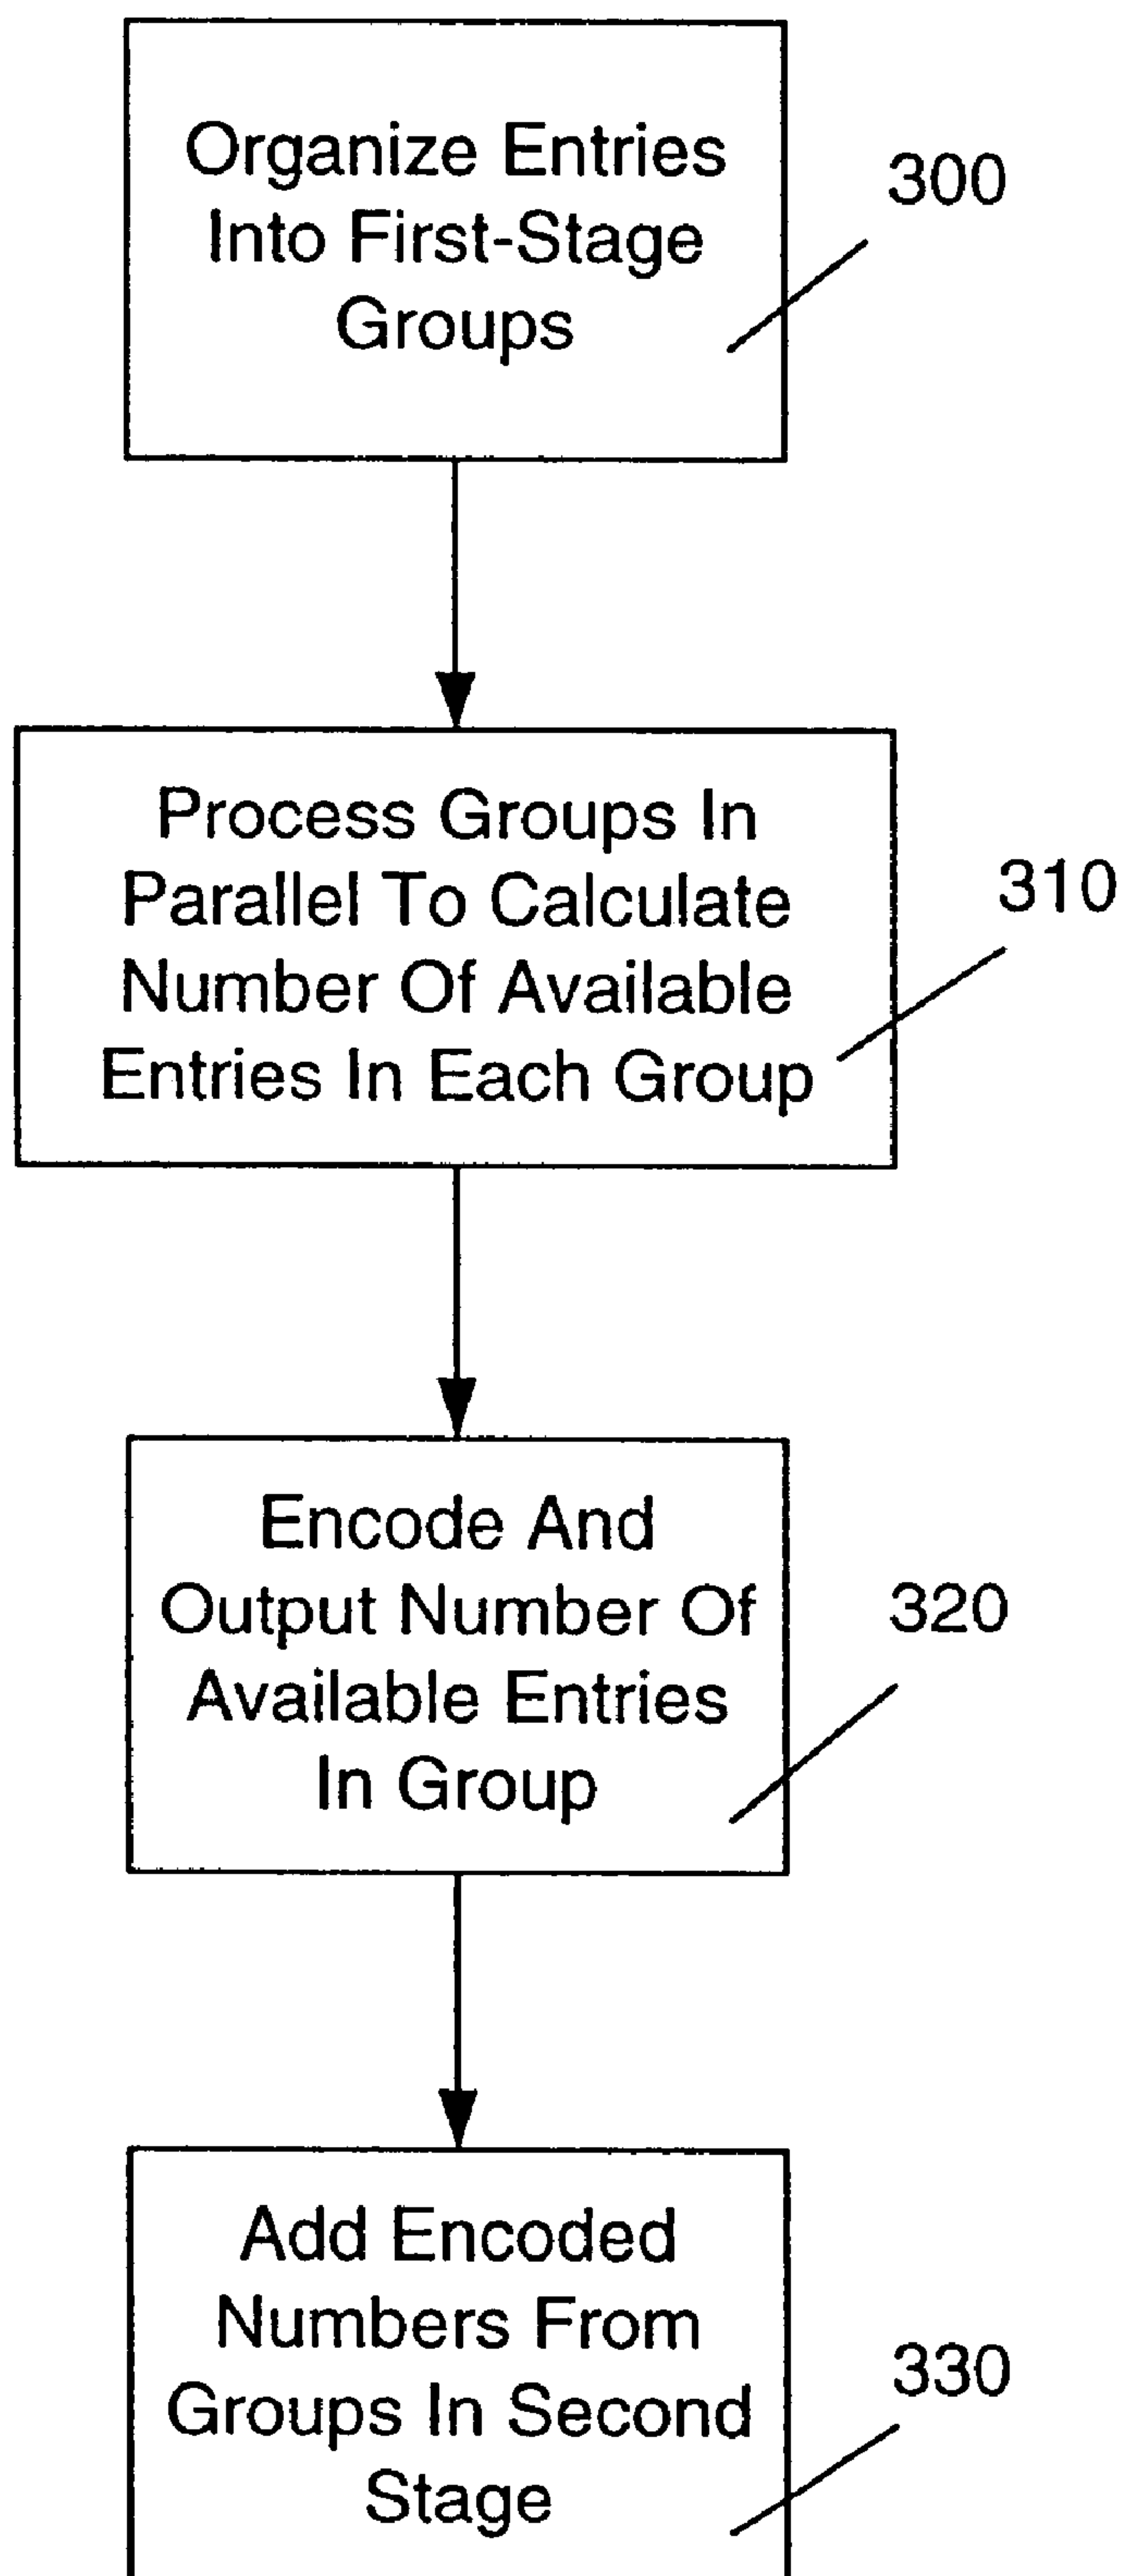 Organize Entries
Into First-Stage
Groups
300
Process Groups In
Parallel To Calculate
Number Of Available
Entries In Each Group
310
Encode And
Output Number Of
Available Entries
In Group
320
Add Encoded
Numbers From
Groups In Second
Stage
330